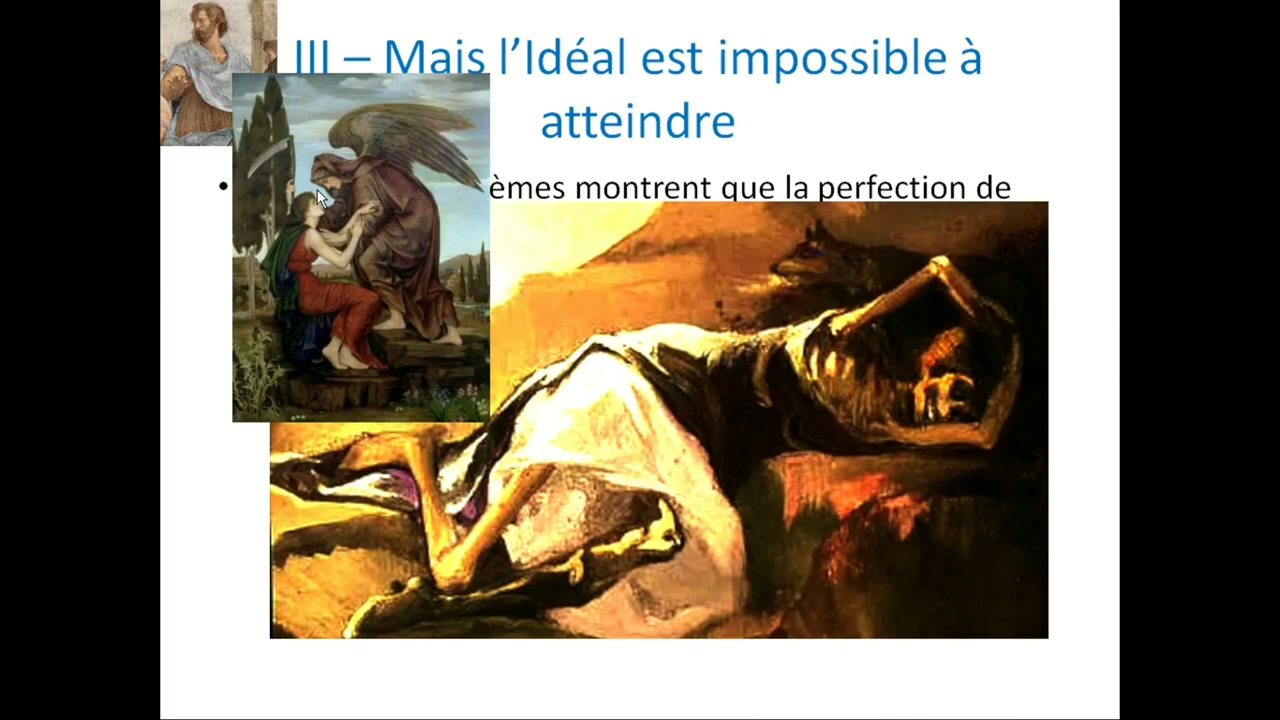 III – Mais l’Idéal est impossible à
atteindre
• èmes montrent que la perfection de